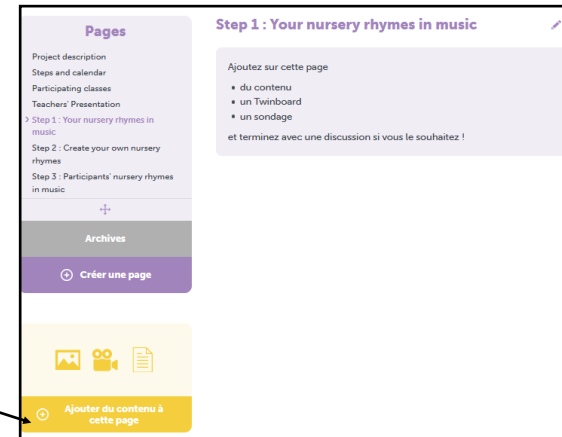 Pages
Project description
Steps and calendar
Participating classes
Teachers' Presentation
> Step 1 : Your nursery rhymes in
music
Step 2 : Create your own nursery
rhymes
Step 3 : Participants' nursery rhymes
in music
Archives
Créer une page
Ajouter du contenu à
cette page
Step 1 : Your nursery rhymes in music
Ajoutez sur cette page
• du contenu
• un Twinboard
• un sondage
et terminez avec une discussion si vous le souhaitez !